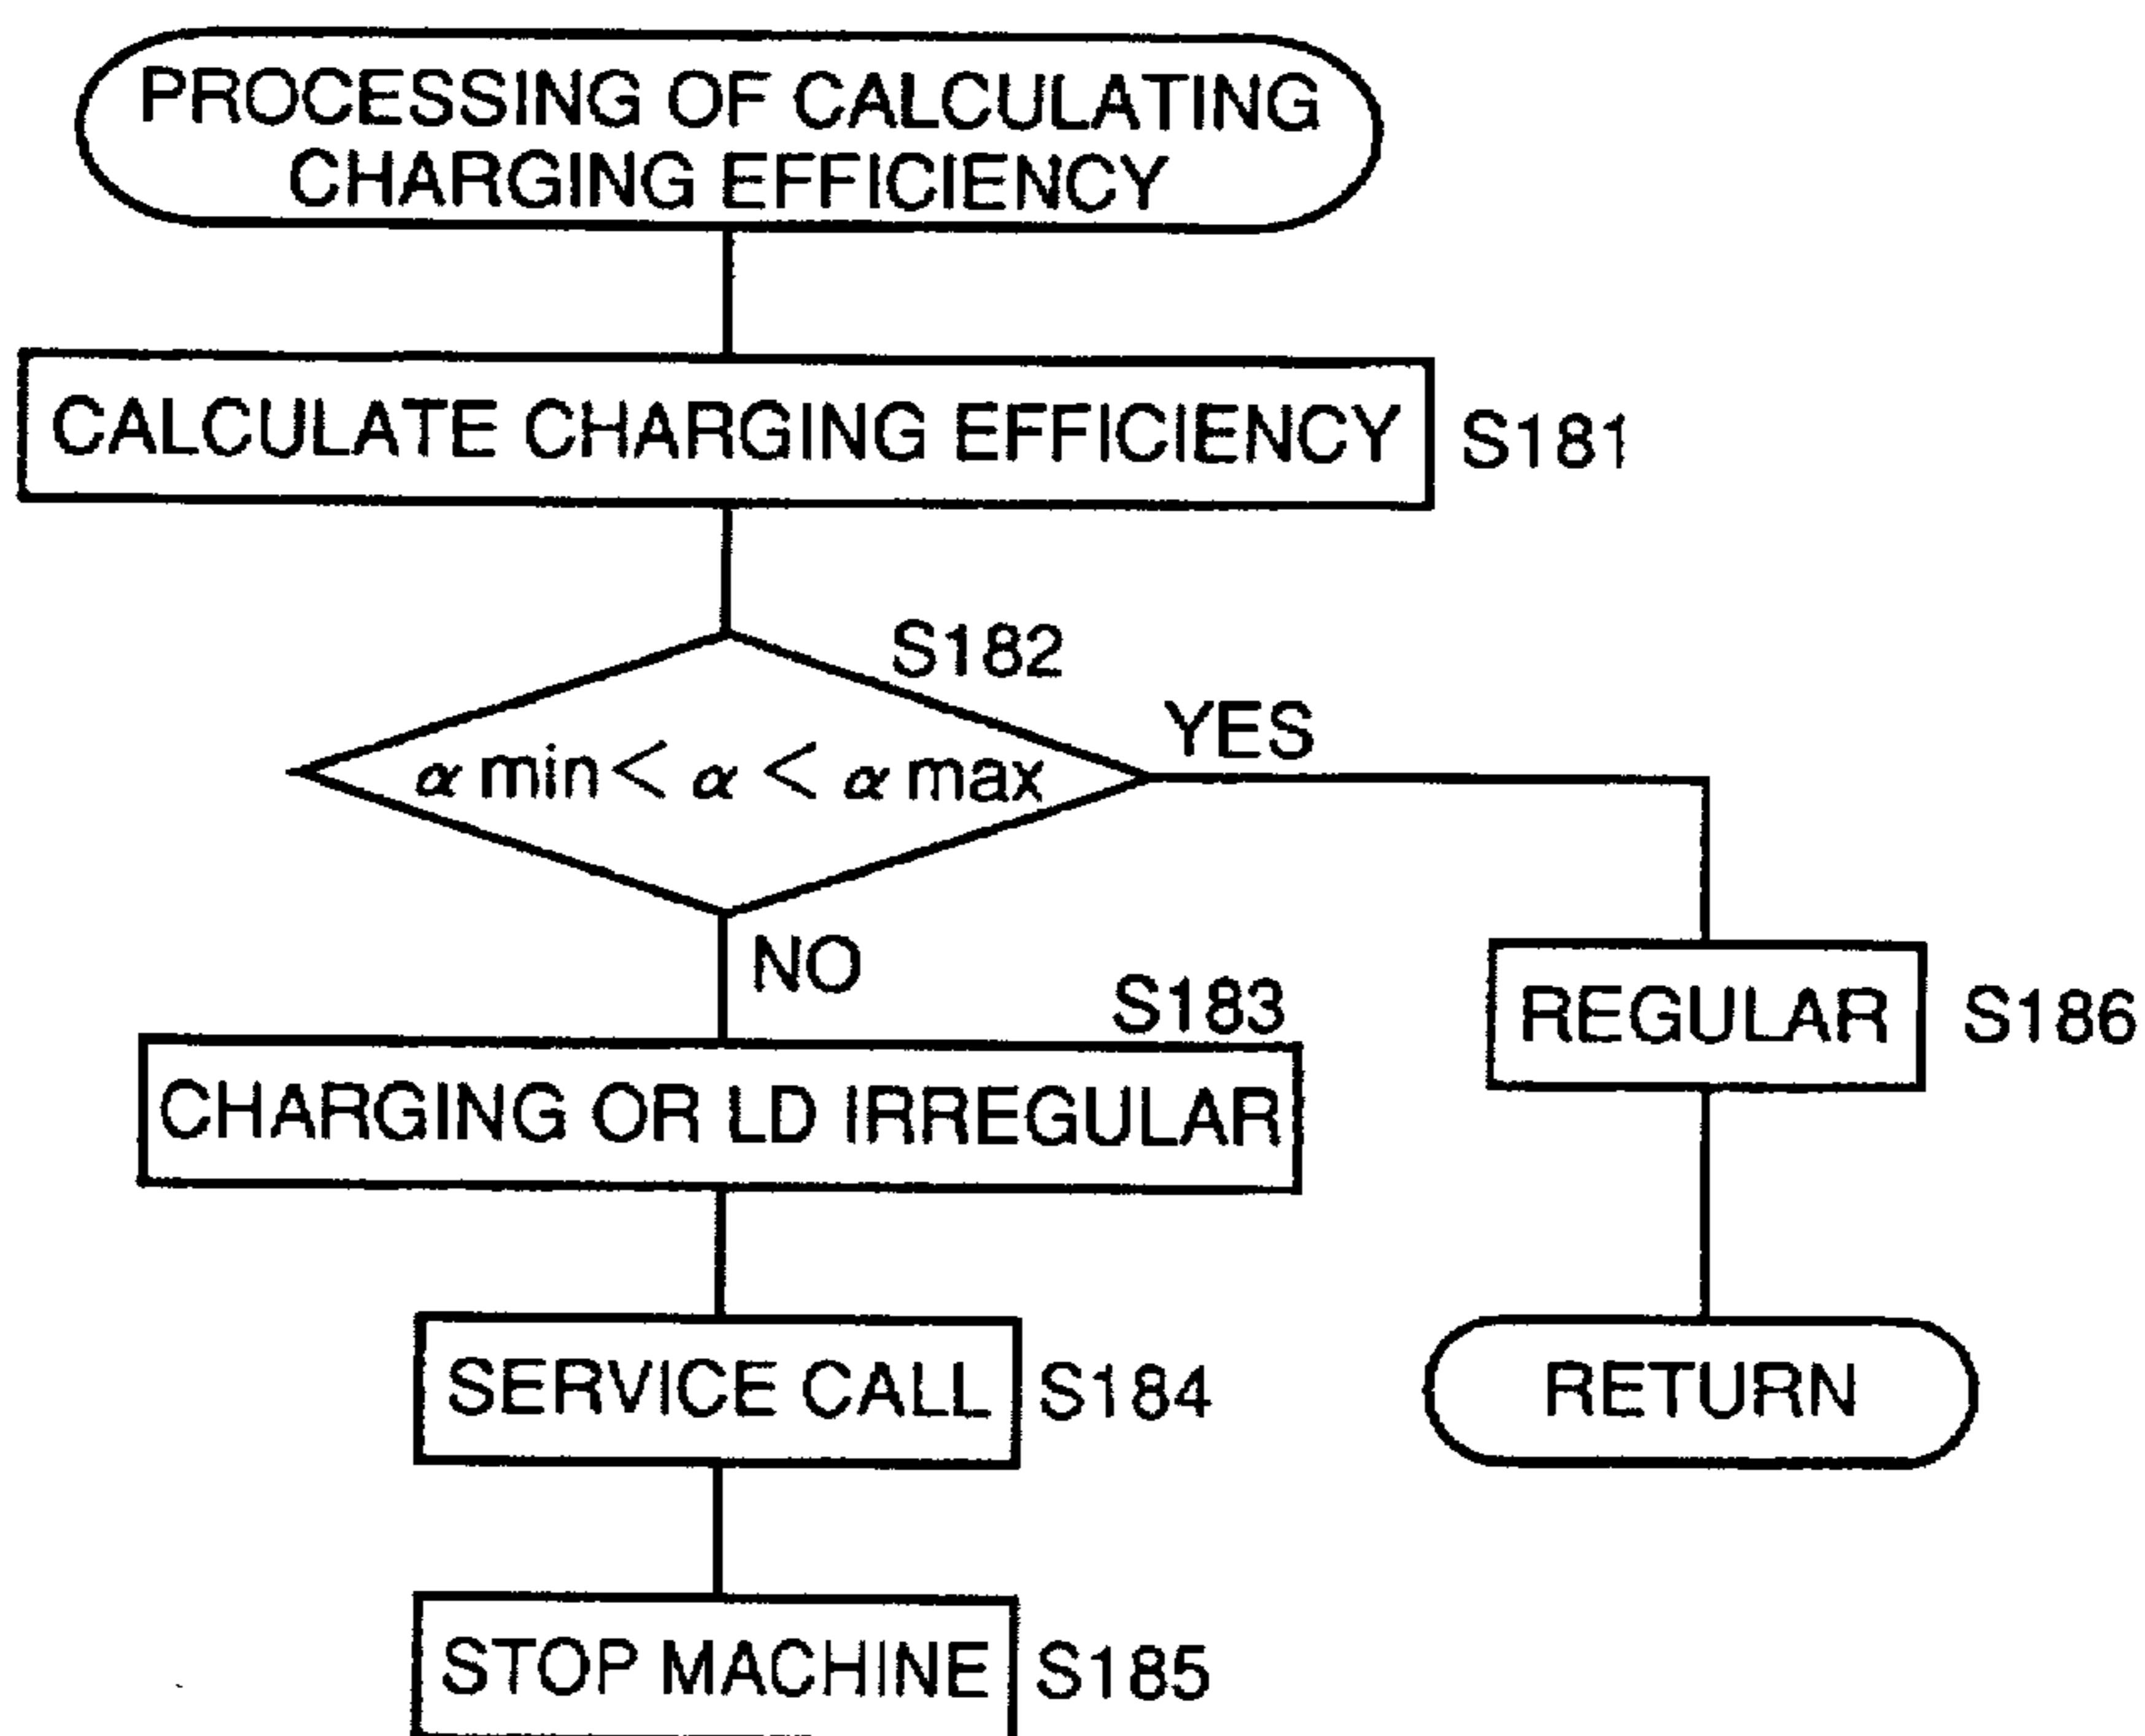 PROCESSING OF CALCULATING
CHARGING EFFICIENCY
CALCULATE CHARGING EFFICIENCY
S181
S182
YES
α min < α < α max
NO
S183
REGULAR
S186
CHARGING OR LD IRREGULAR
SERVICE CALL
S184
RETURN
STOP MACHINE
S185